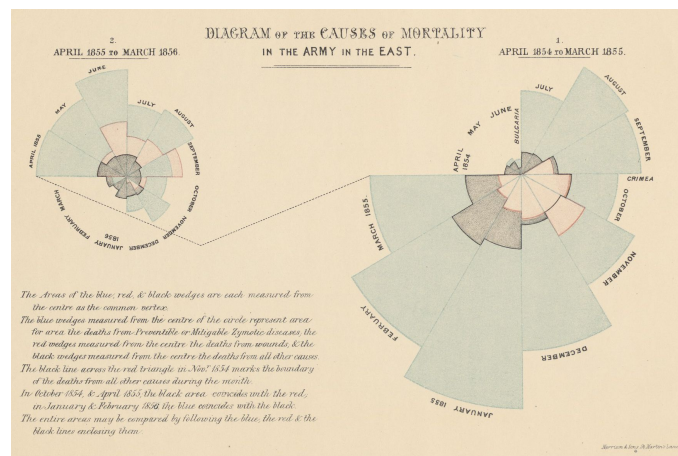 DIAGRAM OF THE CAUSES OF MORTALITY
IN THE ARMY IN THE EAST.
2.
APRIL 1855 TO MARCH 1856.
1.
APRIL 1854 TO MARCH 1855.
JUNE
JULY
AUGUST
SEPTEMBER
OCTOBER
NOVEMBER
DECEMBER
1856
JANUARY
FEBRUARY
MARCH
APRIL 1855
MAY
APRIL
1854
MAY
JUNE
BULGARIA
JULY
AUGUST
SEPTEMBER
CRIMEA
OCTOBER
NOVEMBER
DECEMBER
JANUARY 1855
FEBRUARY
MARCH 1855
The Areas of the blue, red, & black wedges are each measured from
the centre as the common vertex.
The blue wedges measured from the centre of the circle represent area
for area the deaths from Preventible or Mitigable Zymotic diseases, the
red wedges measured from the centre the deaths from wounds, & the
black wedges measured from the centre the deaths from all other causes.
The black line across the red triangle in Nov.r 1854 marks the boundary
of the deaths from all other causes during the month.
In October 1854, & April 1855, the black area coincides with the red,
in January & February 1856, the blue coincides with the black.
The entire areas may be compared by following the blue, the red & the
black lines enclosing them.
Harrison & Sons